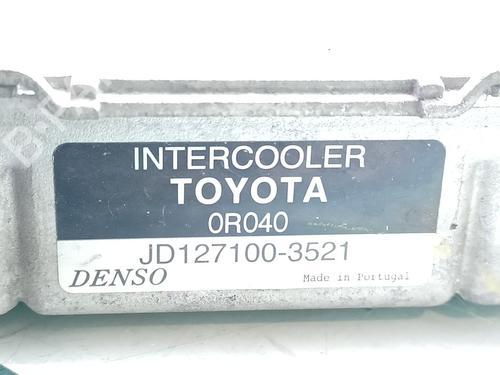 INTERCOOLER
TOYOTA
0R040
JD127100-3521
DENSO Made in Portugal